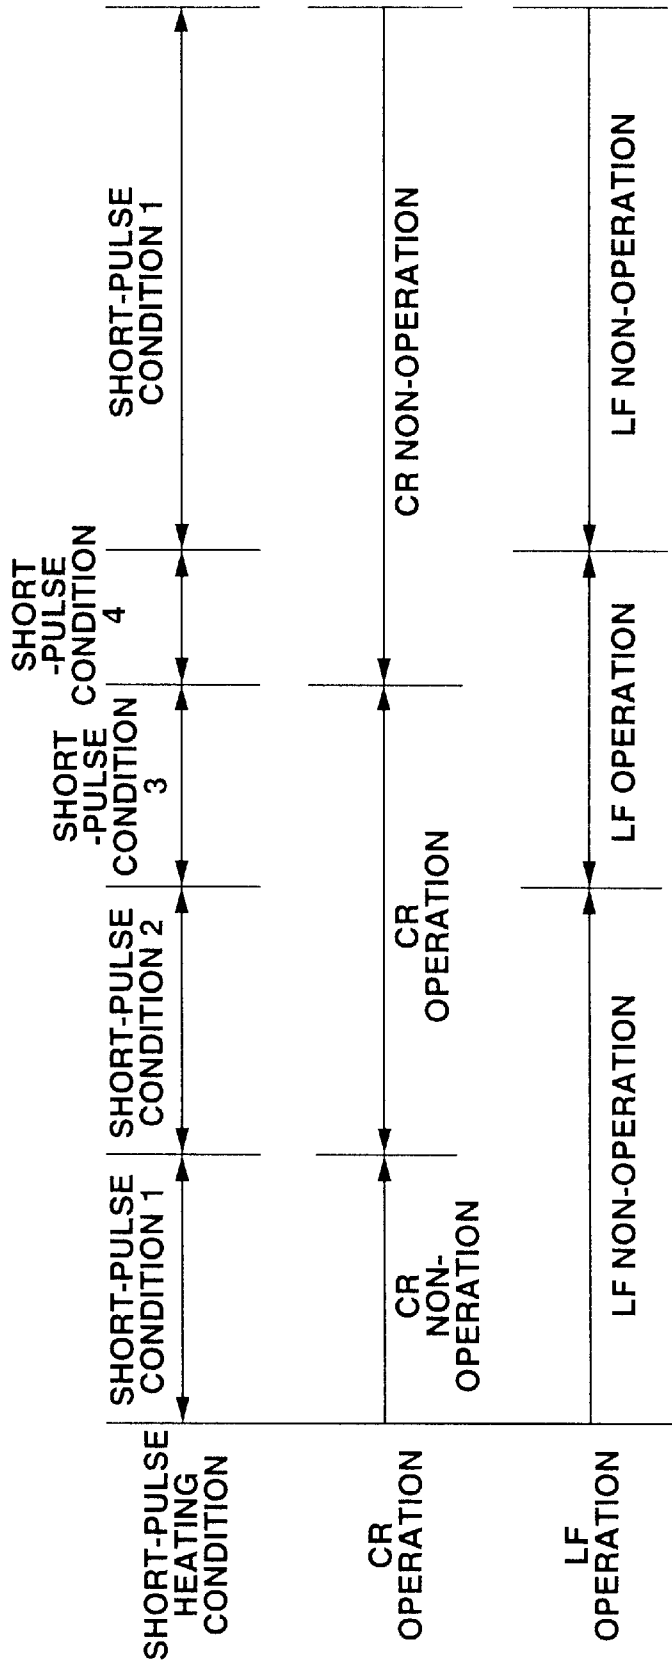 SHORT-PULSE
HEATING
CONDITION
SHORT-PULSE
CONDITION 1
SHORT-PULSE
CONDITION 2
SHORT
-PULSE
CONDITION
3
SHORT
-PULSE
CONDITION
4
SHORT-PULSE
CONDITION 1
CR
OPERATION
CR
NON-
OPERATION
CR
OPERATION
CR NON-OPERATION
LF
OPERATION
LF NON-OPERATION
LF OPERATION
LF NON-OPERATION